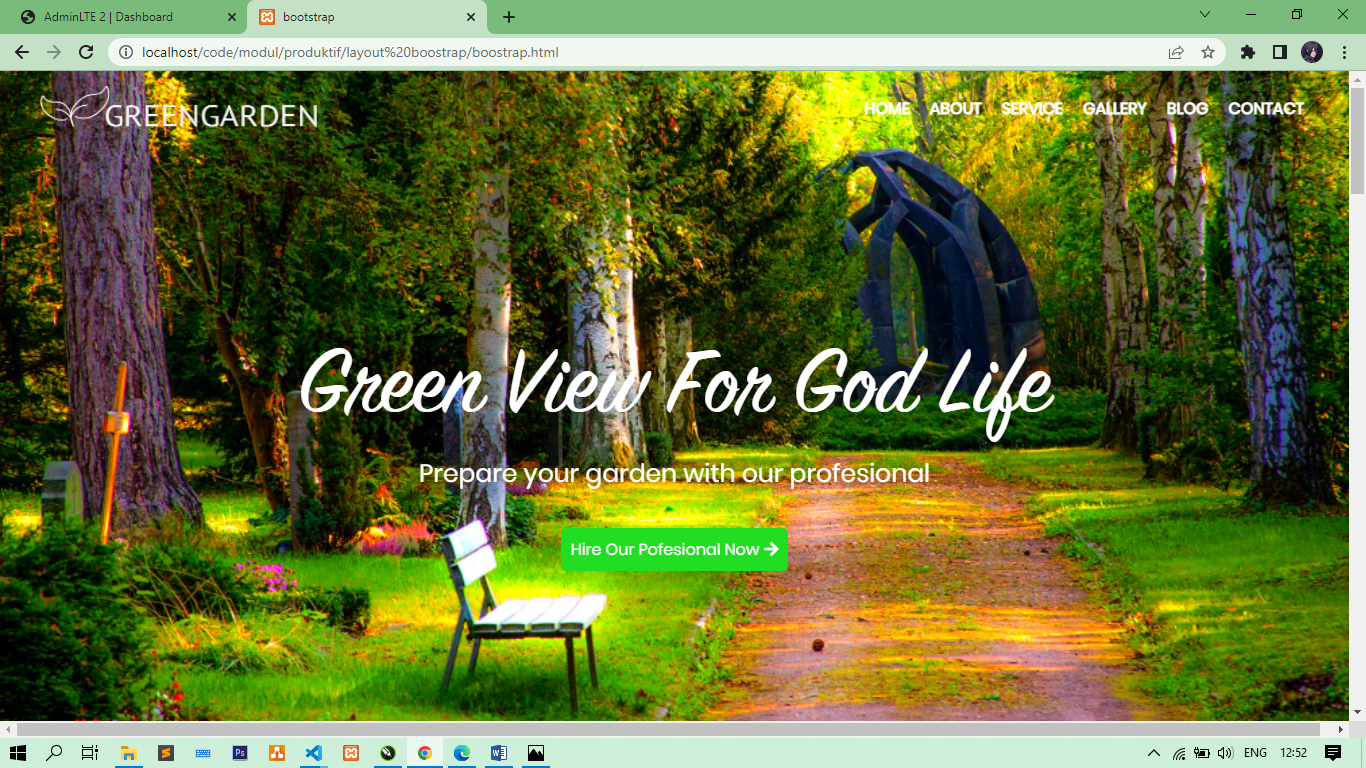 AdminLTE 2 | Dashboard
bootstrap
localhost/code/modul/produktif/layout%20boostrap/boostrap.html
GREENGARDEN
HOME ABOUT SERVICE GALLERY BLOG CONTACT
Green View For God Life
Prepare your garden with our profesional
Hire Our Pofesional Now
ENG 12:52